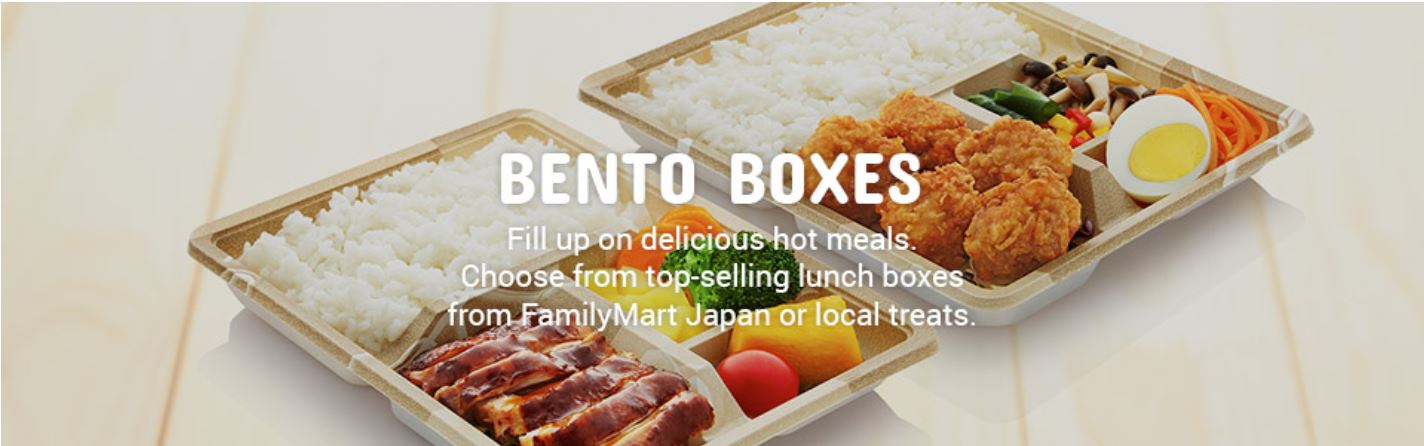 BENTO BOXES
Fill up on delicious hot meals.
Choose from top-selling lunch boxes
from FamilyMart Japan or local treats.